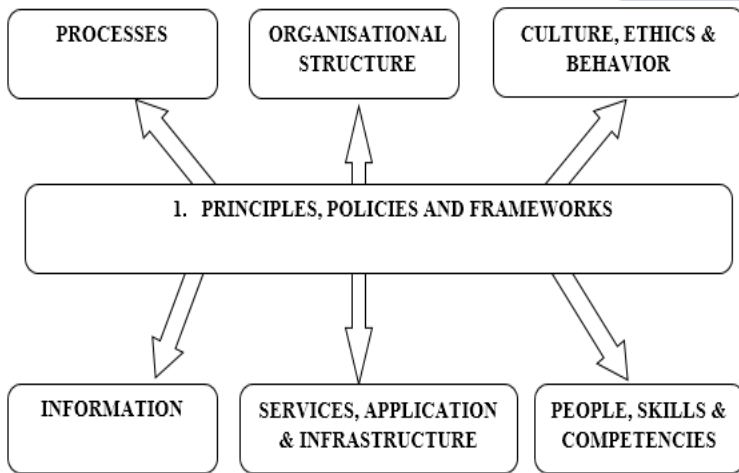 PROCESSES
ORGANISATIONAL
STRUCTURE
CULTURE, ETHICS &
BEHAVIOR
1. PRINCIPLES, POLICIES AND FRAMEWORKS
INFORMATION
SERVICES, APPLICATION
& INFRASTRUCTURE
PEOPLE, SKILLS &
COMPETENCIES